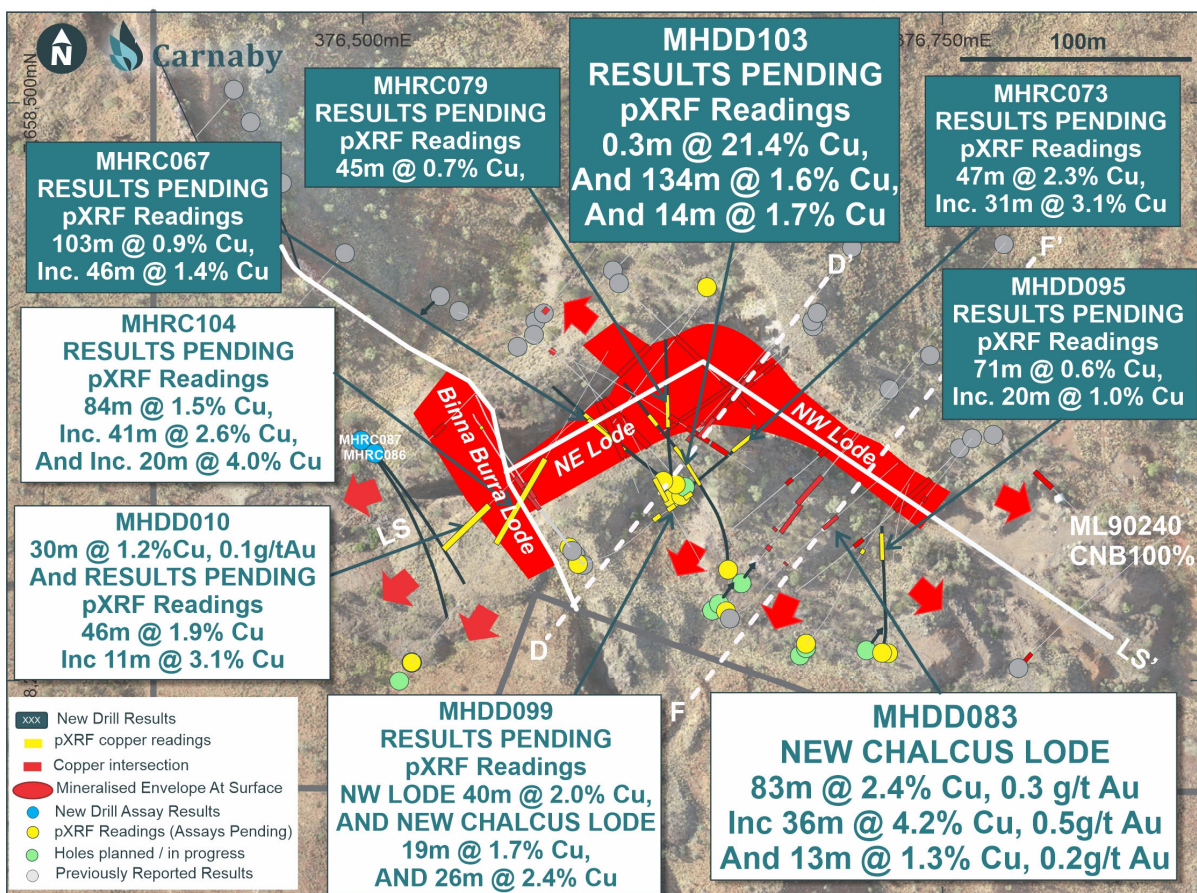 N
Carnaby
376,500mE
376,750mE
100m
MHDD103
RESULTS PENDING
pXRF Readings
0.3m @ 21.4% Cu,
And 134m @ 1.6% Cu,
And 14m @ 1.7% Cu
MHRC079
RESULTS PENDING
pXRF Readings
45m @ 0.7% Cu,
MHRC073
RESULTS PENDING
pXRF Readings
47m @ 2.3% Cu,
Inc. 31m @ 3.1% Cu
MHRC067
RESULTS PENDING
pXRF Readings
103m @ 0.9% Cu,
Inc. 46m @ 1.4% Cu
658,500mN
D'
F'
MHDD095
RESULTS PENDING
pXRF Readings
71m @ 0.6% Cu,
Inc. 20m @ 1.0% Cu
MHRC104
RESULTS PENDING
pXRF Readings
84m @ 1.5% Cu,
Inc. 41m @ 2.6% Cu,
And Inc. 20m @ 4.0% Cu
Binna Burra Lode
NE Lode
NW Lode
MHRC087
MHRC086
LS
ML90240
CNB100%
MHDD010
30m @ 1.2%Cu, 0.1g/tAu
And RESULTS PENDING
pXRF Readings
46m @ 1.9% Cu
Inc 11m @ 3.1% Cu
D
F
LS'
MHDD099
RESULTS PENDING
pXRF Readings
NW LODE 40m @ 2.0% Cu,
AND NEW CHALCUS LODE
19m @ 1.7% Cu,
AND 26m @ 2.4% Cu
MHDD083
NEW CHALCUS LODE
83m @ 2.4% Cu, 0.3 g/t Au
Inc 36m @ 4.2% Cu, 0.5g/t Au
And 13m @ 1.3% Cu, 0.2g/t Au
xxx New Drill Results
pXRF copper readings
Copper intersection
Mineralised Envelope At Surface
New Drill Assay Results
pXRF Readings (Assays Pending)
Holes planned / in progress
Previously Reported Results